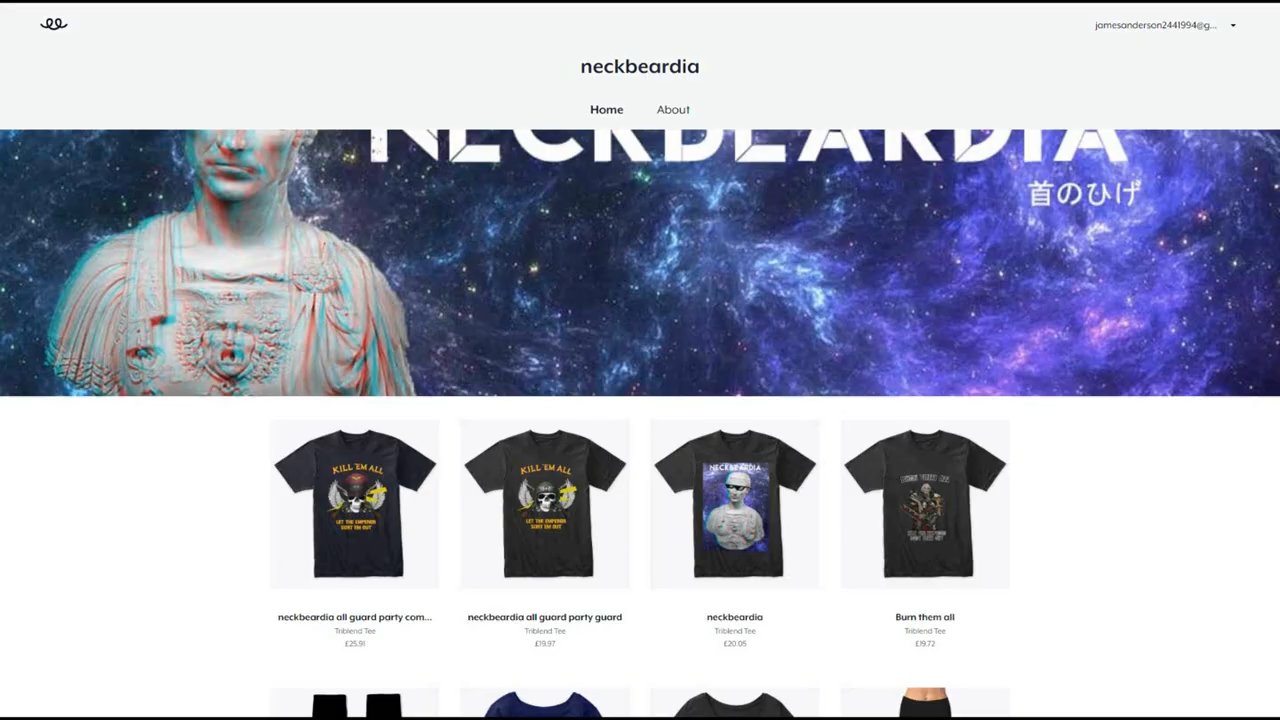 jamesanderson2441994@g...
neckbeardia
Home
About
NECKBEARDIA
首のひげ
KILL 'EM ALL
LET THE EMPEROR
SORT 'EM OUT
KILL 'EM ALL
LET THE EMPEROR
SORT 'EM OUT
NECKBEARDIA
neckbeardia all guard party com...
neckbeardia all guard party guard
neckbeardia
Burn them all
Triblend Tee
Triblend Tee
Triblend Tee
Triblend Tee
£25.91
£19.97
£20.05
£19.72